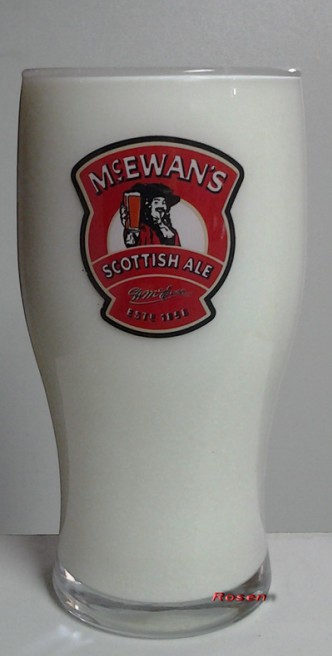 McEWAN'S
SCOTTISH ALE
ESTD 1856
Rosen